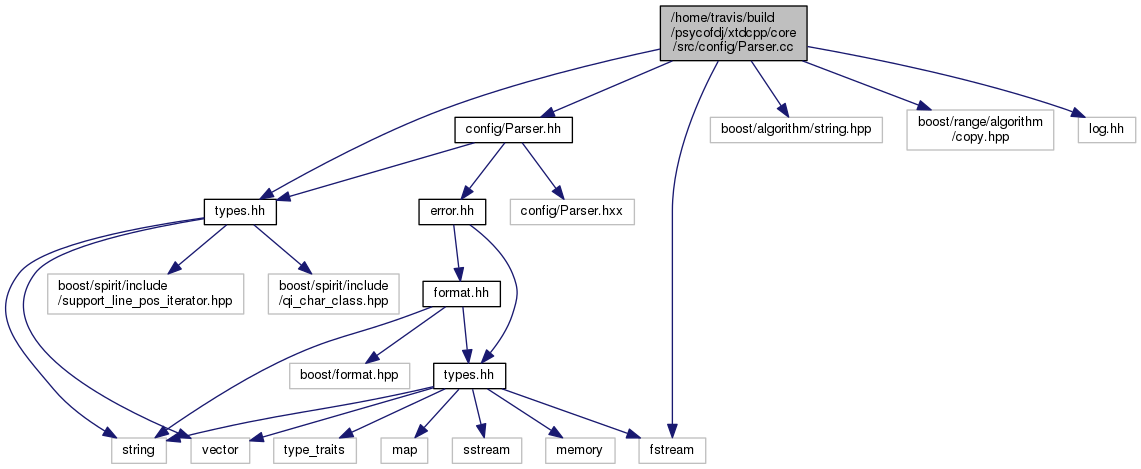 /home/travis/build
/psycofdj/xtdcpp/core
/src/config/Parser.cc
config/Parser.hh
boost/algorithm/string.hpp
boost/range/algorithm
/copy.hpp
log.hh
types.hh
error.hh
config/Parser.hxx
boost/spirit/include
/support_line_pos_iterator.hpp
boost/spirit/include
/qi_char_class.hpp
format.hh
boost/format.hpp
types.hh
string
vector
type_traits
map
sstream
memory
fstream